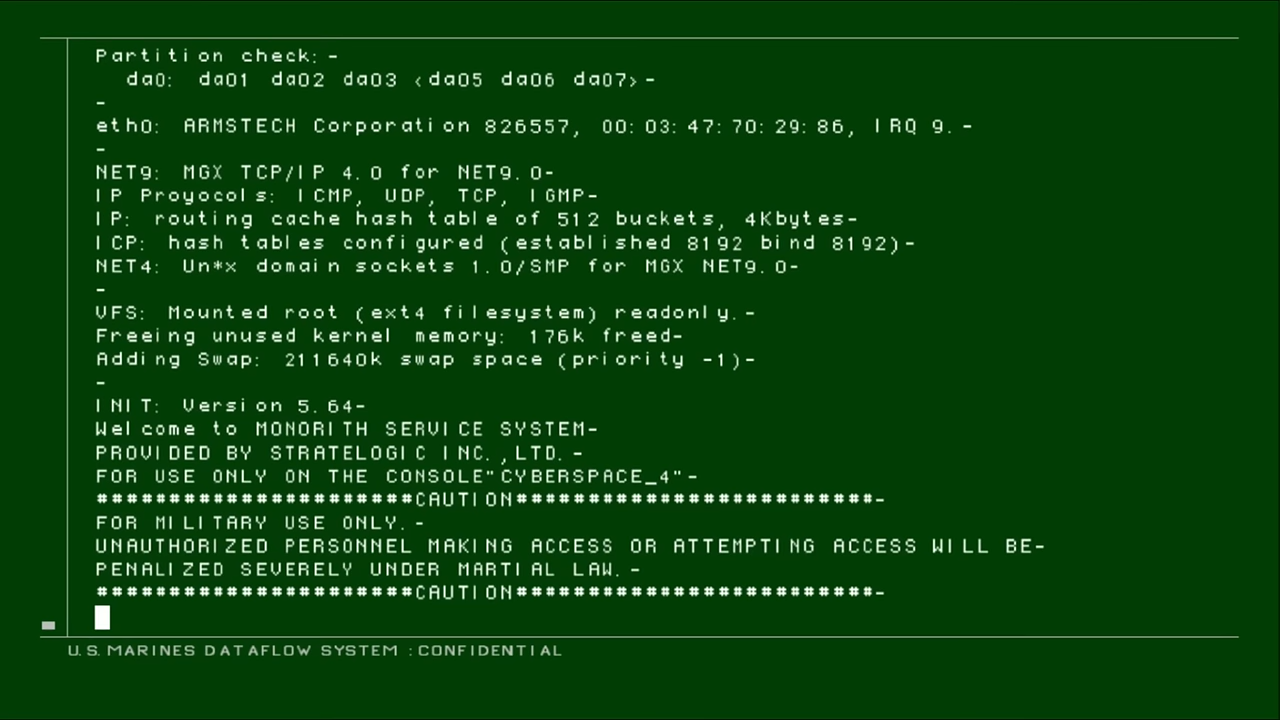 Partition check:-
da0: da01 da02 da03 <da05 da06 da07>-
-
eth0: ARMSTECH Corporation 826557, 00:03:47:70:29:86, IRQ 9.-
-
NET9: MGX TCP/IP 4.0 for NET9.0-
IP Proyocols: ICMP, UDP, TCP, IGMP-
IP: routing cache hash table of 512 buckets, 4Kbytes-
ICP: hash tables configured (established 8192 bind 8192)-
NET4: Un*x domain sockets 1.0/SMP for MGX NET9.0-
-
VFS: Mounted root (ext4 filesystem) readonly.-
Freeing unused kernel memory: 176k freed-
Adding Swap: 211640k swap space (priority -1)-
-
INIT: Version 5.64-
Welcome to MONORITH SERVICE SYSTEM-
PROVIDED BY STRATELOGIC INC.,LTD.-
FOR USE ONLY ON THE CONSOLE"CYBERSPACE_4"-
######################CAUTION#########################-
FOR MILITARY USE ONLY.-
UNAUTHORIZED PERSONNEL MAKING ACCESS OR ATTEMPTING ACCESS WILL BE-
PENALIZED SEVERELY UNDER MARTIAL LAW.-
######################CAUTION#########################-
U.S.MARINES DATAFLOW SYSTEM :CONFIDENTIAL